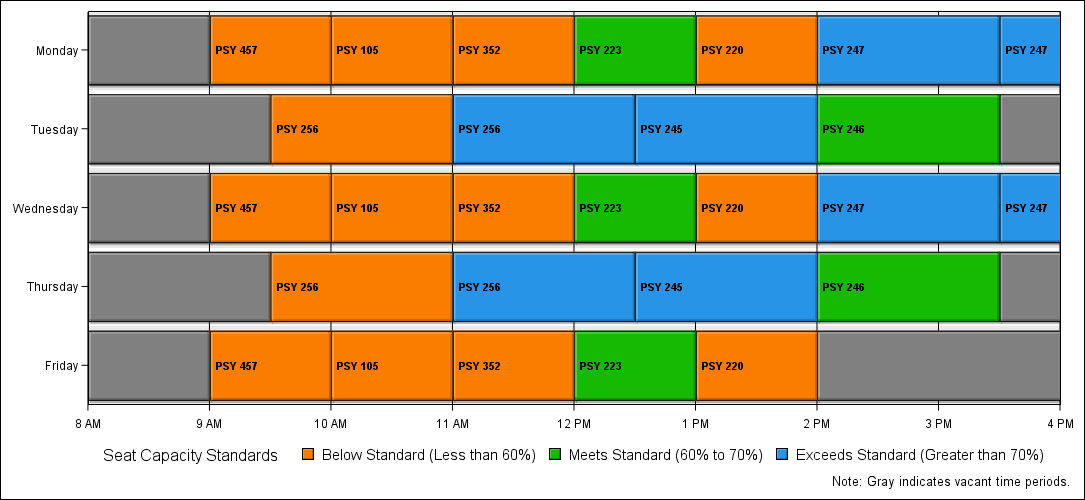 Monday PSY 457 PSY 105 PSY 352 PSY 223 PSY 220 PSY 247 PSY 247
Tuesday PSY 256 PSY 256 PSY 245 PSY 246
Wednesday PSY 457 PSY 105 PSY 352 PSY 223 PSY 220 PSY 247 PSY 247
Thursday PSY 256 PSY 256 PSY 245 PSY 246
Friday PSY 457 PSY 105 PSY 352 PSY 223 PSY 220
8 AM 9 AM 10 AM 11 AM 12 PM 1 PM 2 PM 3 PM 4 PM
Seat Capacity Standards Below Standard (Less than 60%) Meets Standard (60% to 70%) Exceeds Standard (Greater than 70%)
Note: Gray indicates vacant time periods.